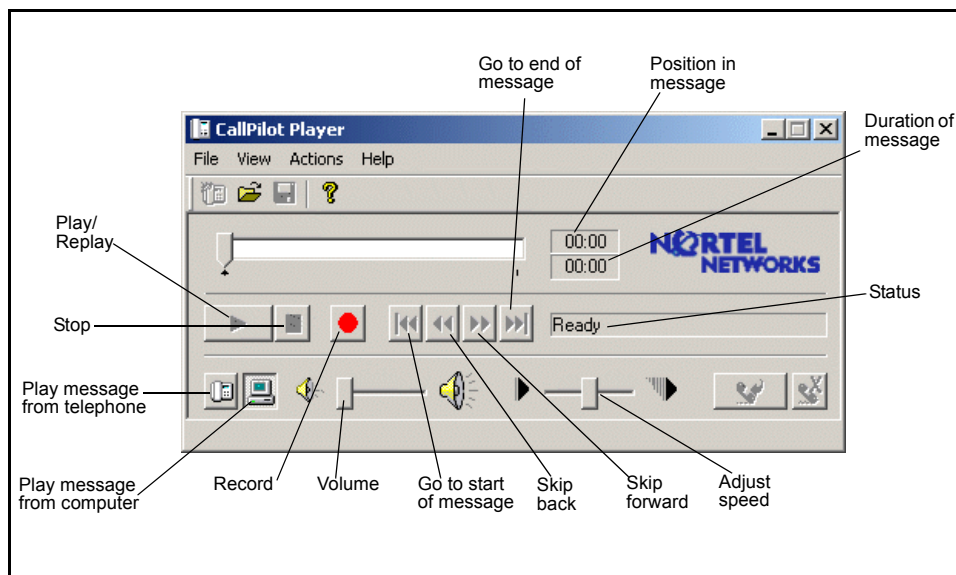 Go to end of
message
Position in
message
Duration of
message
CallPilot Player
File View Actions Help
Play/
Replay
00:00
00:00
NORTEL
NETWORKS
Status
Stop
Ready
Play message
from telephone
Play message
from computer
Record
Volume
Go to start
of message
Skip
back
Skip
forward
Adjust
speed